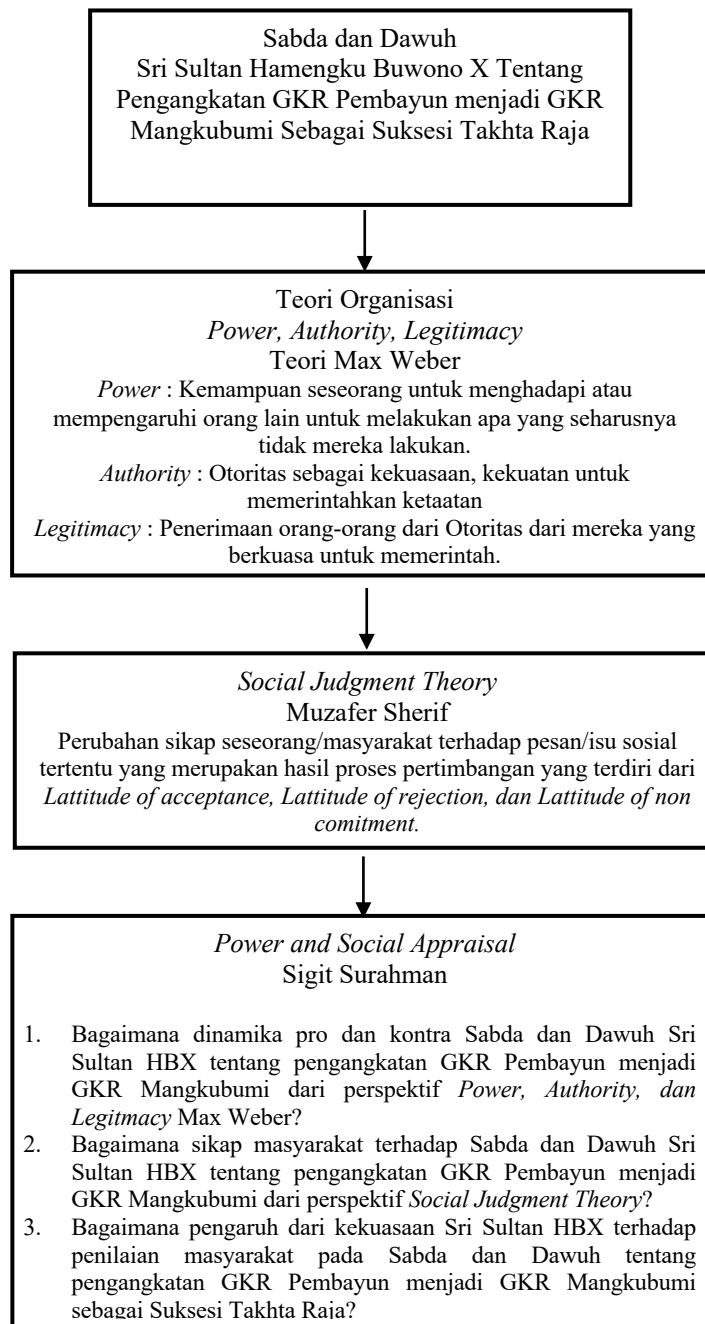 Sabda dan Dawuh
Sri Sultan Hamengku Buwono X Tentang
Pengangkatan GKR Pembayun menjadi GKR
Mangkubumi Sebagai Suksesi Takhta Raja
Teori Organisasi
Power, Authority, Legitimacy
Teori Max Weber
Power : Kemampuan seseorang untuk menghadapi atau
mempengaruhi orang lain untuk melakukan apa yang seharusnya
tidak mereka lakukan.
Authority : Otoritas sebagai kekuasaan, kekuatan untuk
memerintahkan ketaatan
Legitimacy : Penerimaan orang-orang dari Otoritas dari mereka yang
berkuasa untuk memerintah.
Social Judgment Theory
Muzafer Sherif
Perubahan sikap seseorang/masyarakat terhadap pesan/isu sosial
tertentu yang merupakan hasil proses pertimbangan yang terdiri dari
Lattitude of acceptance, Lattitude of rejection, dan Lattitude of non
comitment.
Power and Social Appraisal
Sigit Surahman
1. Bagaimana dinamika pro dan kontra Sabda dan Dawuh Sri
Sultan HBX tentang pengangkatan GKR Pembayun menjadi
GKR Mangkubumi dari perspektif Power, Authority, dan
Legitmacy Max Weber?
2. Bagaimana sikap masyarakat terhadap Sabda dan Dawuh Sri
Sultan HBX tentang pengangkatan GKR Pembayun menjadi
GKR Mangkubumi dari perspektif Social Judgment Theory?
3. Bagaimana pengaruh dari kekuasaan Sri Sultan HBX terhadap
penilaian masyarakat pada Sabda dan Dawuh tentang
pengangkatan GKR Pembayun menjadi GKR Mangkubumi
sebagai Suksesi Takhta Raja?